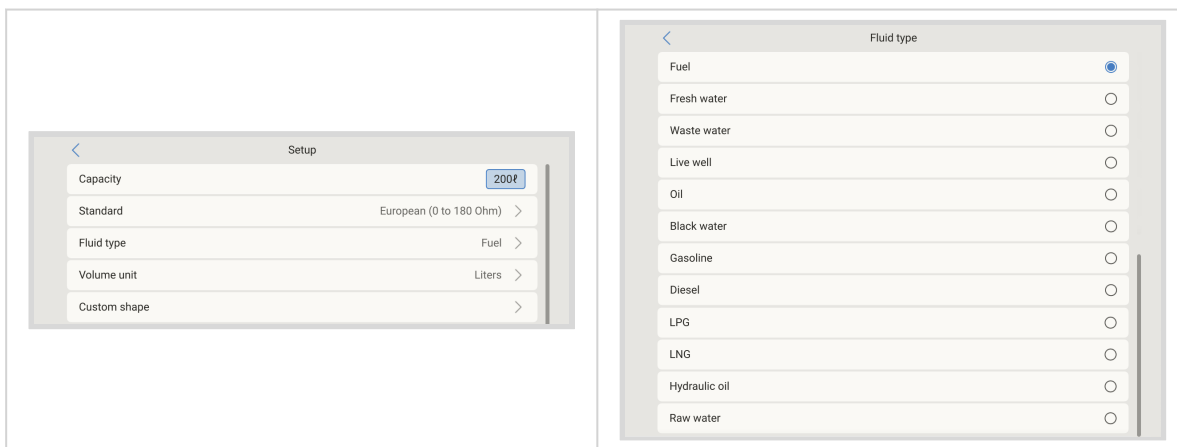 Setup
Capacity 200ℓ
Standard European (0 to 180 Ohm)
Fluid type Fuel
Volume unit Liters
Custom shape
Fluid type
Fuel
Fresh water
Waste water
Live well
Oil
Black water
Gasoline
Diesel
LPG
LNG
Hydraulic oil
Raw water